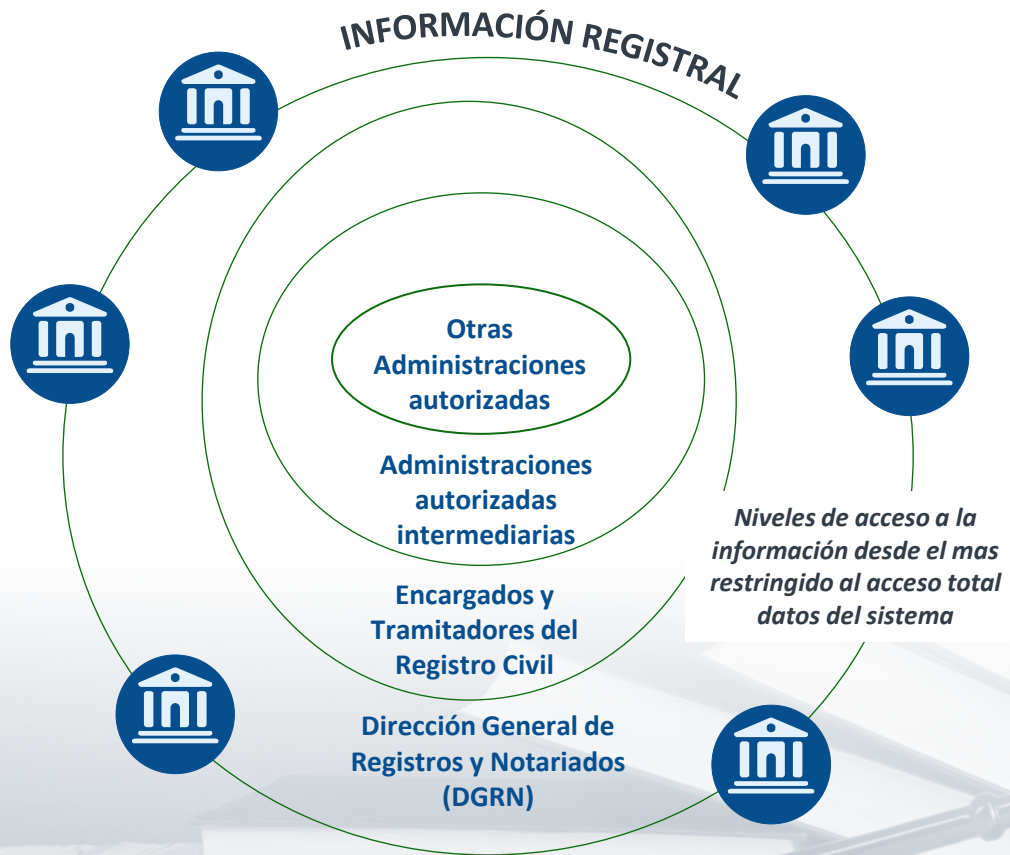 INFORMACIÓN REGISTRAL
Otras
Administraciones
autorizadas
Administraciones
autorizadas
intermediarias
Niveles de acceso a la
información desde el mas
restringido al acceso total
datos del sistema
Encargados y
Tramitadores del
Registro Civil
Dirección General de
Registros y Notariados
(DGRN)